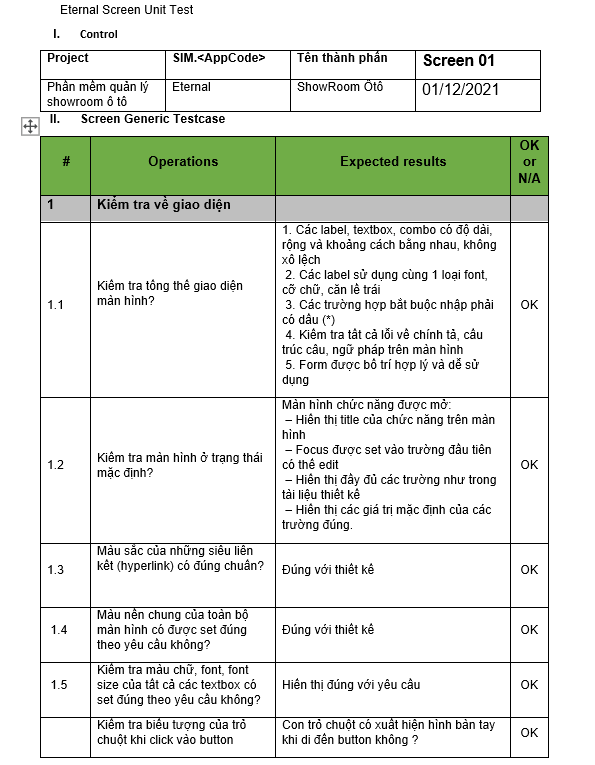 Eternal Screen Unit Test
I. Control
Project SIM.<AppCode> Tên thành phần Screen 01
Phần mềm quản lý Eternal ShowRoom Ôtô 01/12/2021
showroom ô tô
II. Screen Generic Testcase
# Operations Expected results OK
or
N/A
1 Kiểm tra về giao diện
1.1
Kiểm tra tổng thể giao diện
màn hình?
1. Các label, textbox, combo có độ dài,
rộng và khoảng cách bằng nhau, không
xô lệch
2. Các label sử dụng cùng 1 loại font,
cỡ chữ, căn lề trái
3. Các trường hợp bắt buộc nhập phải
có dấu (*)
4. Kiểm tra tất cả lỗi về chính tả, cấu
trúc câu, ngữ pháp trên màn hình
5. Form được bố trí hợp lý và dễ sử
dụng
OK
1.2
Kiểm tra màn hình ở trạng thái
mặc định?
Màn hình chức năng được mở:
– Hiển thị title của chức năng trên màn
hình
– Focus được set vào trường đầu tiên
có thể edit
– Hiển thị đầy đủ các trường như trong
tài liệu thiết kế
– Hiển thị các giá trị mặc định của các
trường đúng.
OK
1.3
Màu sắc của những siêu liên
kết (hyperlink) có đúng chuẩn?
Đúng với thiết kế
OK
1.4
Màu nền chung của toàn bộ
màn hình có được set đúng
theo yêu cầu không?
Đúng với thiết kế
OK
1.5
Kiểm tra màu chữ, font, font
size của tất cả các textbox có
set đúng theo yêu cầu không?
Hiển thị đúng với yêu cầu
OK
Kiểm tra biểu tượng của trỏ
chuột khi click vào button
Con trỏ chuột có xuất hiện hình bàn tay
khi di đến button không ?
OK